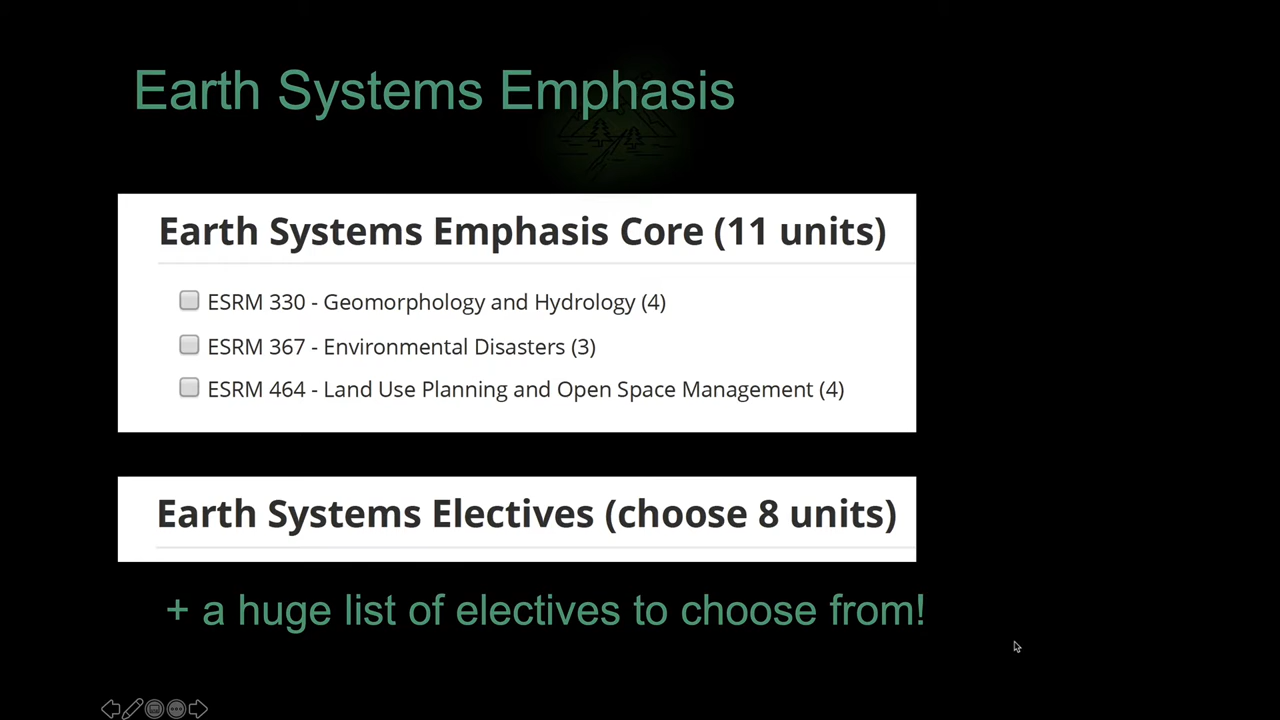 Earth Systems Emphasis
Earth Systems Emphasis Core (11 units)
ESRM 330 - Geomorphology and Hydrology (4)
ESRM 367 - Environmental Disasters (3)
ESRM 464 - Land Use Planning and Open Space Management (4)
Earth Systems Electives (choose 8 units)
+ a huge list of electives to choose from!